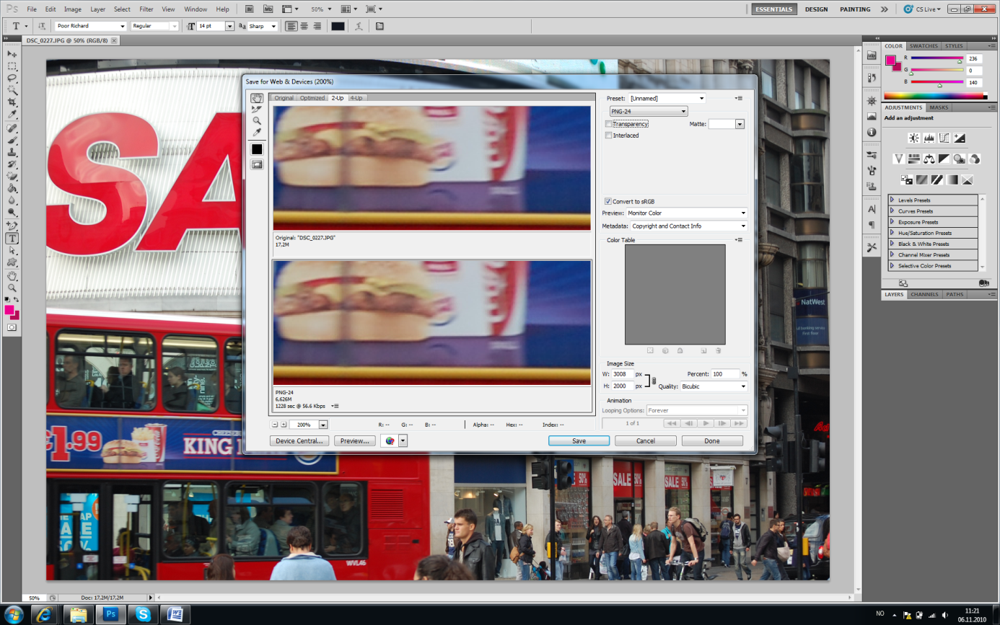 Ps File Edit Image Layer Select Filter View Window Help Br Mb 50% ESSENTIALS DESIGN PAINTING CS Live
T Poor Richard Regular T 14 pt aa Sharp
DSC_0227.JPG @ 50% (RGB/8)
Save for Web & Devices (200%)
Original Optimized 2-Up 4-Up
Original: "DSC_0227.JPG"
17,2M
PNG-24
6,626M
1228 sec @ 56.6 Kbps
200% R: -- G: -- B: -- Alpha: -- Hex: -- Index: --
Device Central... Preview... Save Cancel Done
Preset: [Unnamed]
PNG-24
Transparency Matte:
Interlaced
Convert to sRGB
Preview: Monitor Color
Metadata: Copyright and Contact Info
Color Table
Image Size
W: 3008 px Percent: 100 %
H: 2000 px Quality: Bicubic
Animation
Looping Options: Forever
1 of 1
COLOR SWATCHES STYLES
R 236
G 0
B 140
ADJUSTMENTS MASKS
Add an adjustment
Levels Presets
Curves Presets
Exposure Presets
Hue/Saturation Presets
Black & White Presets
Channel Mixer Presets
Selective Color Presets
LAYERS CHANNELS PATHS
SA
NatWest
£1.99
KING
SALE 50%
SALE 50%
SALE
WVL46
50% Doc: 17,2M/17,2M
Ps
NO 11:21
06.11.2010